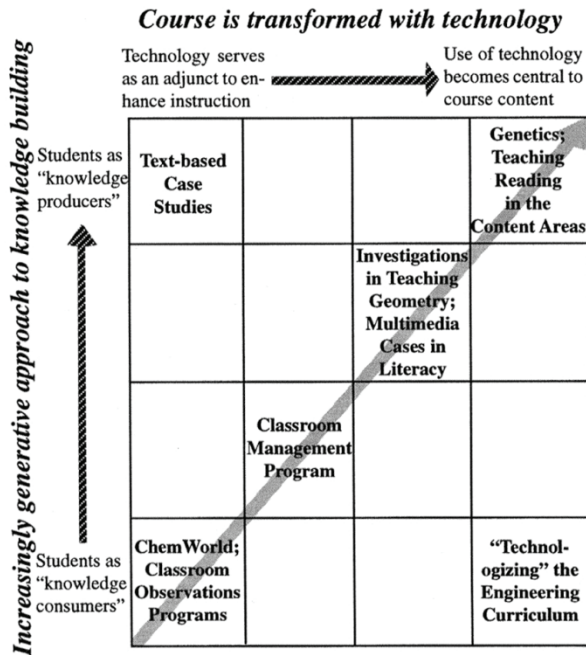 Course is transformed with technology
Technology serves
as an adjunct to en-
hance instruction
Use of technology
becomes central to
course content
Increasingly generative approach to knowledge building
Students as
“knowledge
producers”
Text-based
Case
Studies
Genetics;
Teaching
Reading
in the
Content Areas
Investigations
in Teaching
Geometry;
Multimedia
Cases in
Literacy
Classroom
Management
Program
Students as
“knowledge
consumers”
ChemWorld;
Classroom
Observations
Programs
“Technol-
ogizing” the
Engineering
Curriculum